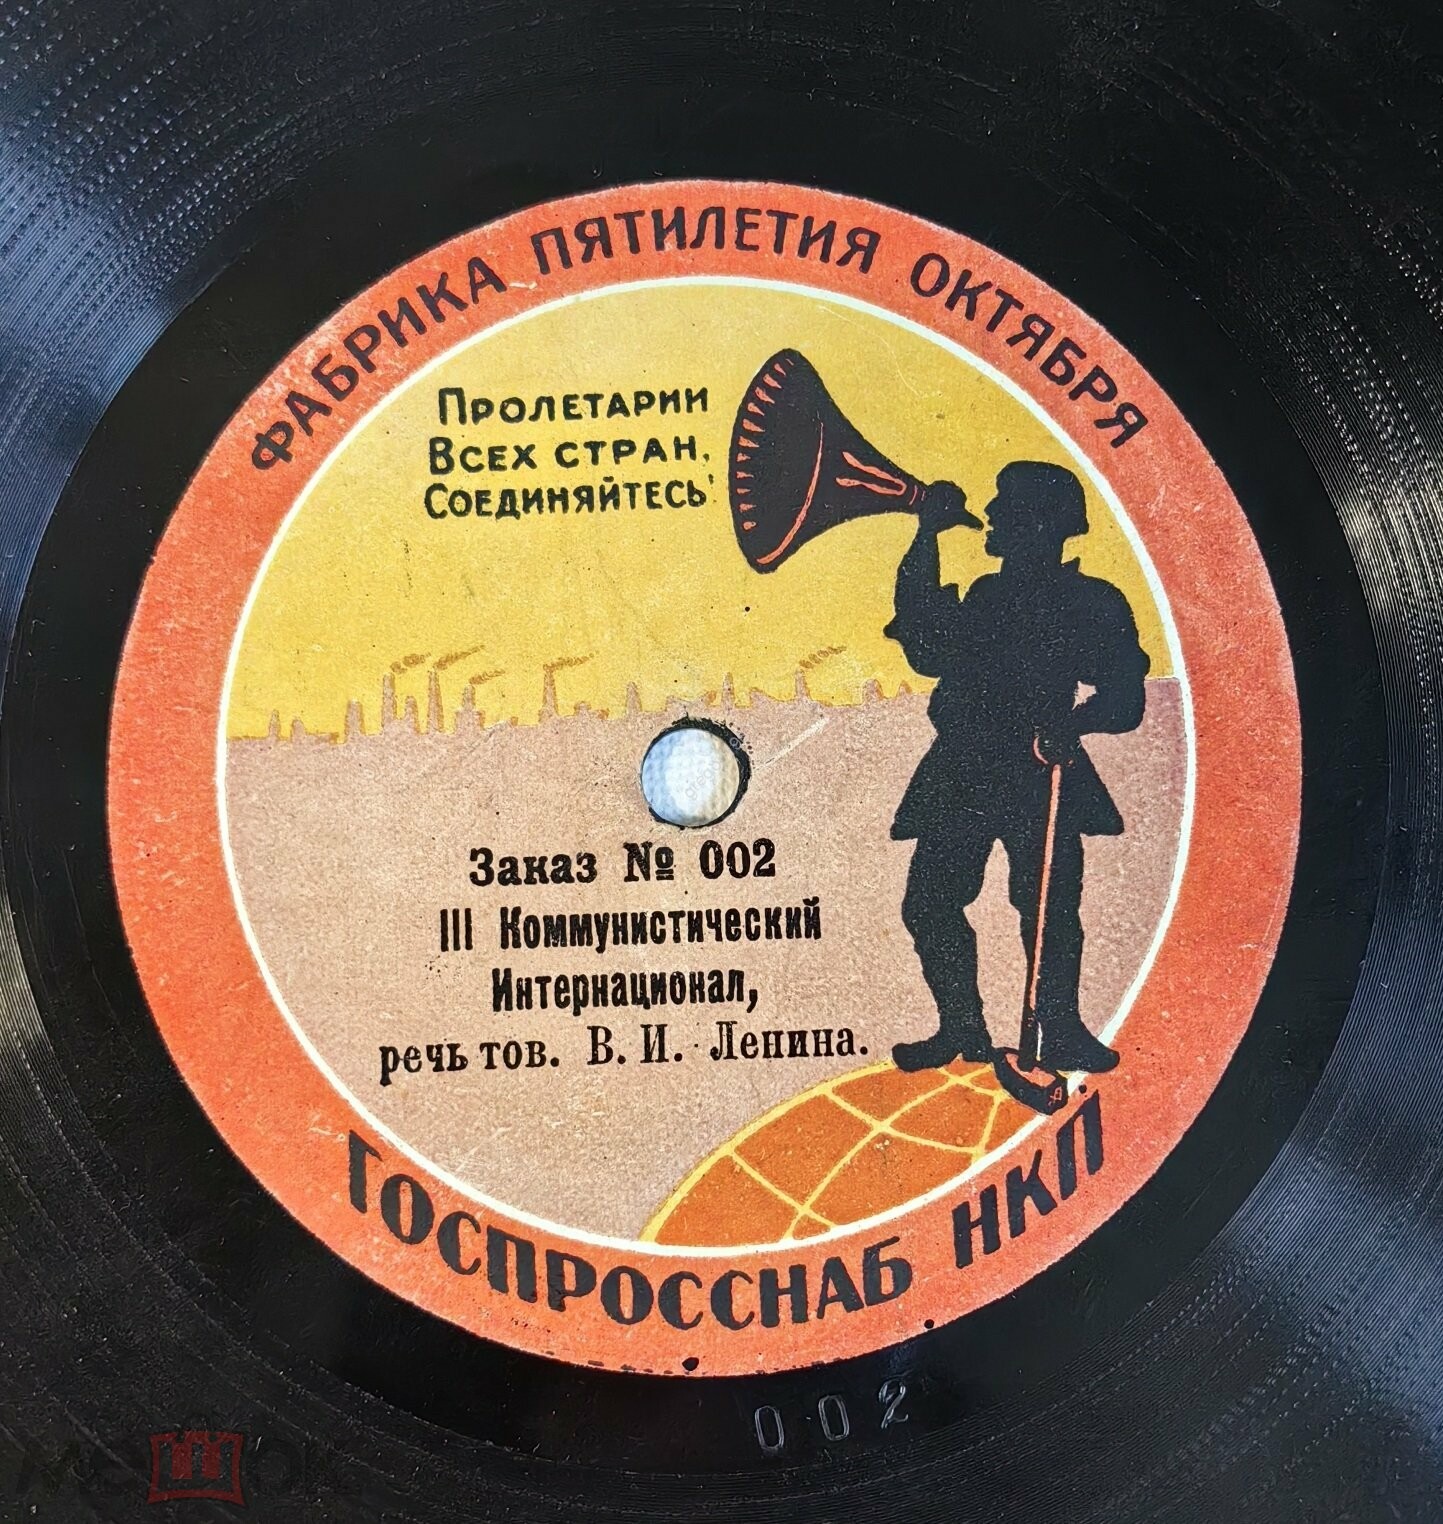 ФАБРИКА ПЯТИЛЕТИЯ ОКТЯБРЯ
ПРОЛЕТАРИИ
ВСЕХ СТРАН,
СОЕДИНЯЙТЕСЬ!
Заказ № 002
III Коммунистический
Интернационал,
речь тов. В. И. Ленина.
ГОСПРОССНАБ НКП
002
мешок